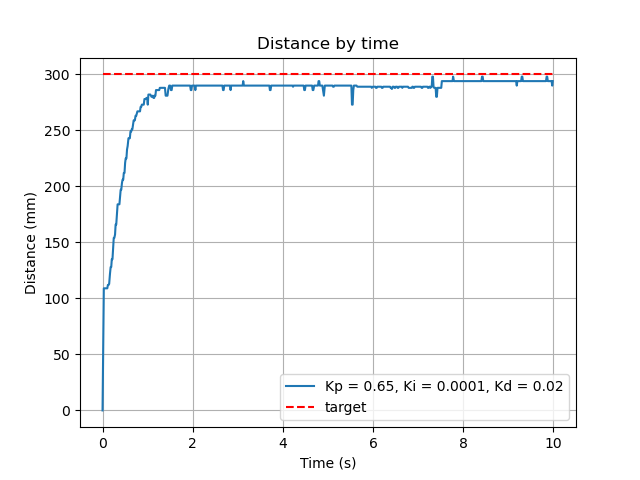 Distance by time
300
250
200
150
100
50
0
Distance (mm)
Kp = 0.65, Ki = 0.0001, Kd = 0.02
target
0
2
4
6
8
10
Time (s)